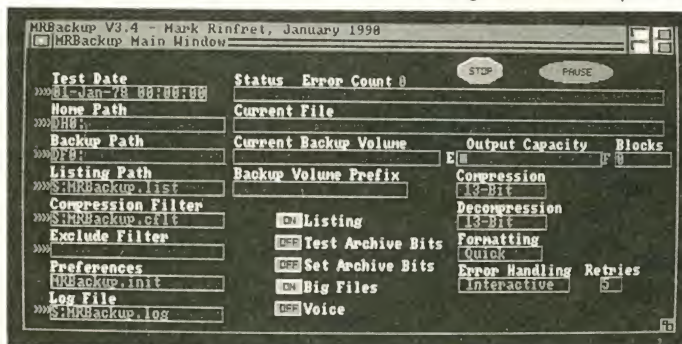 MRBackup V3.4 - Mark Rinfret, January 1990
MRBackup Main Window
STOP
PAUSE
Test Date
Status Error Count 0
»»01-Jan-78 00:00:00
Home Path
Current File
»»DH0:
Backup Path
Current Backup Volume
Output Capacity
Blocks
»»DF0:
E
F 0
Listing Path
Backup Volume Prefix
Compression
»»S:MRBackup.list
13-Bit
Compression Filter
Decompression
»»S:MRBackup.cflt
ON Listing
13-Bit
Exclude Filter
OFF Test Archive Bits
Formatting
»»
Quick
Preferences
OFF Set Archive Bits
Error Handling Retries
MRBackup.init
ON Big Files
Interactive 5
Log File
OFF Voice
»»S:MRBackup.log